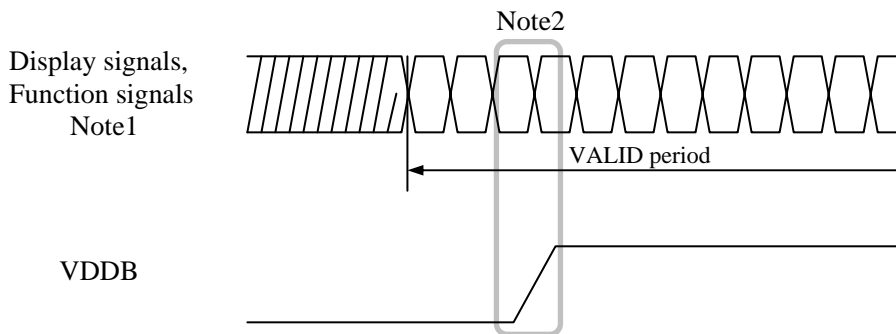 Note2
Display signals,
Function signals
Note1
VALID period
VDDB